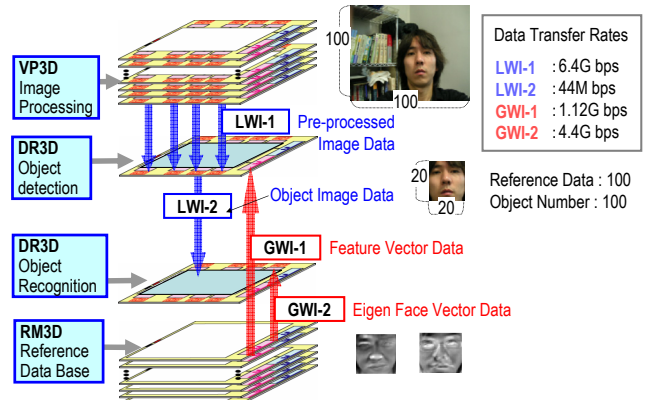 VP3D
Image
Processing
DR3D
Object
detection
DR3D
Object
Recognition
RM3D
Reference
Data Base
LWI-1
Pre-processed
Image Data
LWI-2
Object Image Data
GWI-1
Feature Vector Data
GWI-2
Eigen Face Vector Data
100
100
20
20
Data Transfer Rates
LWI-1 : 6.4G bps
LWI-2 : 44M bps
GWI-1 : 1.12G bps
GWI-2 : 4.4G bps
Reference Data : 100
Object Number : 100